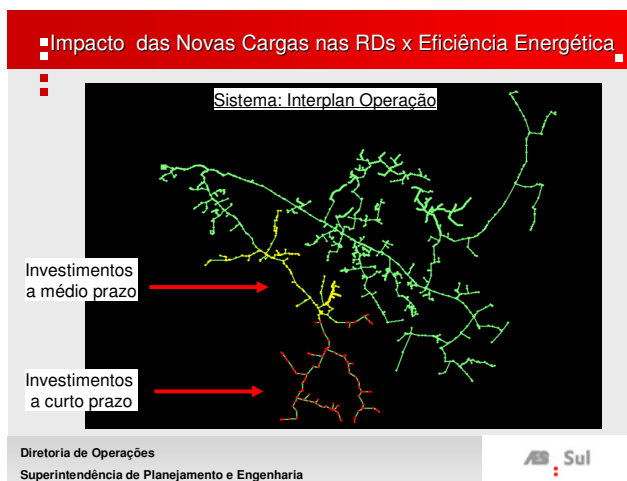 Impacto das Novas Cargas nas RDs x Eficiência Energética
Sistema: Interplan Operação
Investimentos
a médio prazo
Investimentos
a curto prazo
Diretoria de Operações
Superintendência de Planejamento e Engenharia
AES Sul